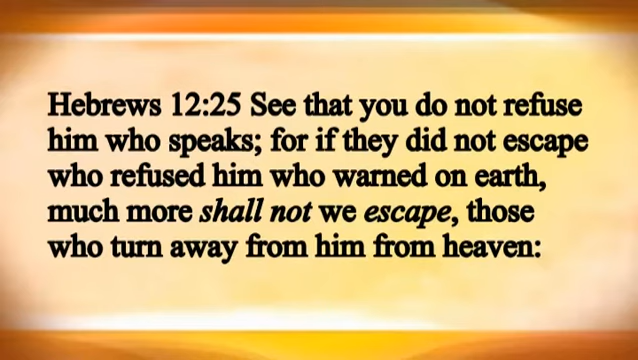 Hebrews 12:25 See that you do not refuse
him who speaks; for if they did not escape
who refused him who warned on earth,
much more shall not we escape, those
who turn away from him from heaven: